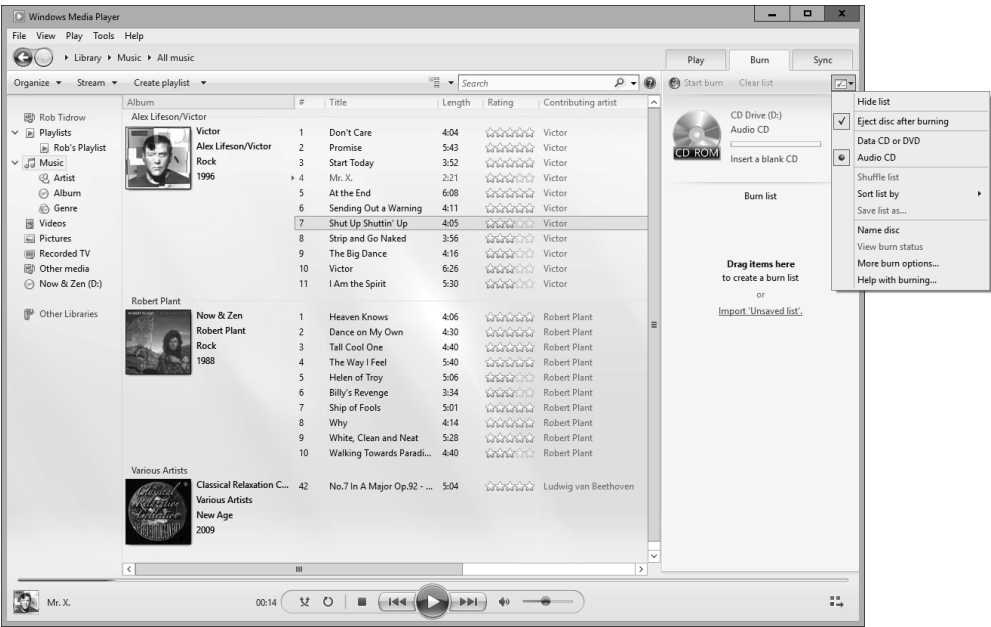 Windows Media Player
File View Play Tools Help
Library Music All music
Play Burn Sync
Organize Stream Create playlist Search Start burn Clear list
Rob Tidrow
Playlists
Rob's Playlist
Music
Artist
Album
Genre
Videos
Pictures
Recorded TV
Other media
Now & Zen (D:)
Other Libraries
Album # Title Length Rating Contributing artist
Alex Lifeson/Victor
Victor 1 Don't Care 4:04 Victor
Alex Lifeson/Victor 2 Promise 5:43 Victor
Rock 3 Start Today 3:52 Victor
1996 4 Mr. X. 2:21 Victor
5 At the End 6:08 Victor
6 Sending Out a Warning 4:11 Victor
7 Shut Up Shuttin' Up 4:05 Victor
8 Strip and Go Naked 3:56 Victor
9 The Big Dance 4:16 Victor
10 Victor 6:26 Victor
11 I Am the Spirit 5:30 Victor
Robert Plant
Now & Zen 1 Heaven Knows 4:06 Robert Plant
Robert Plant 2 Dance on My Own 4:30 Robert Plant
Rock 3 Tall Cool One 4:40 Robert Plant
1988 4 The Way I Feel 5:40 Robert Plant
5 Helen of Troy 5:06 Robert Plant
6 Billy's Revenge 3:34 Robert Plant
7 Ship of Fools 5:01 Robert Plant
8 Why 4:14 Robert Plant
9 White, Clean and Neat 5:28 Robert Plant
10 Walking Towards Paradi... 4:40 Robert Plant
Various Artists
Classical Relaxation C... 42 No.7 In A Major Op.92 - ... 5:04 Ludwig van Beethoven
Various Artists
New Age
2009
Classical
Relaxation
Collection
CD Drive (D:)
Audio CD
CD ROM
Insert a blank CD
Burn list
Drag items here
to create a burn list
or
Import 'Unsaved list'.
Hide list
Eject disc after burning
Data CD or DVD
Audio CD
Shuffle list
Sort list by
Save list as...
Name disc
View burn status
More burn options...
Help with burning...
Mr. X. 00:14